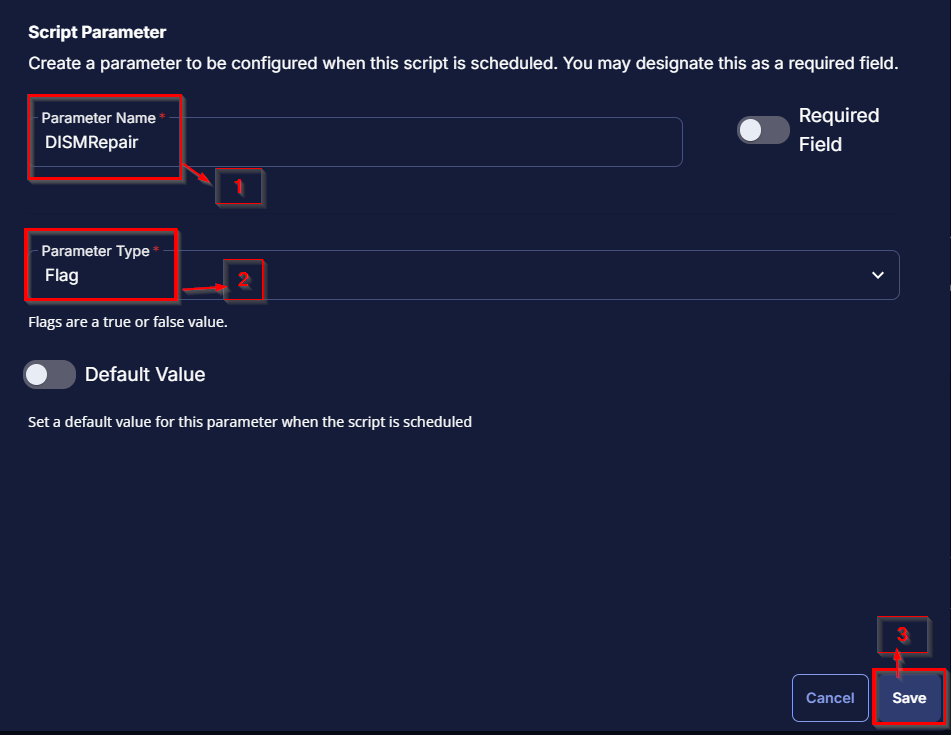 Script Parameter
Create a parameter to be configured when this script is scheduled. You may designate this as a required field.
Parameter Name *
DISMRepair
Required
Field
1
Parameter Type *
Flag
2
Flags are a true or false value.
Default Value
Set a default value for this parameter when the script is scheduled
3
Cancel
Save